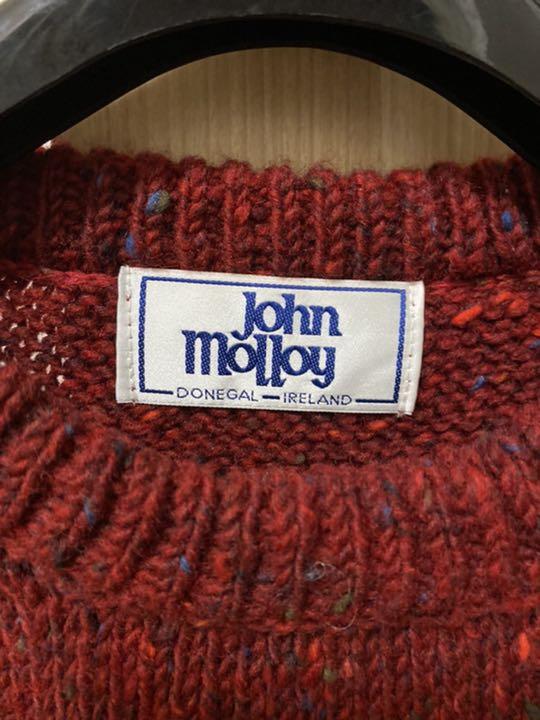 John
Molloy
DONEGAL — IRELAND